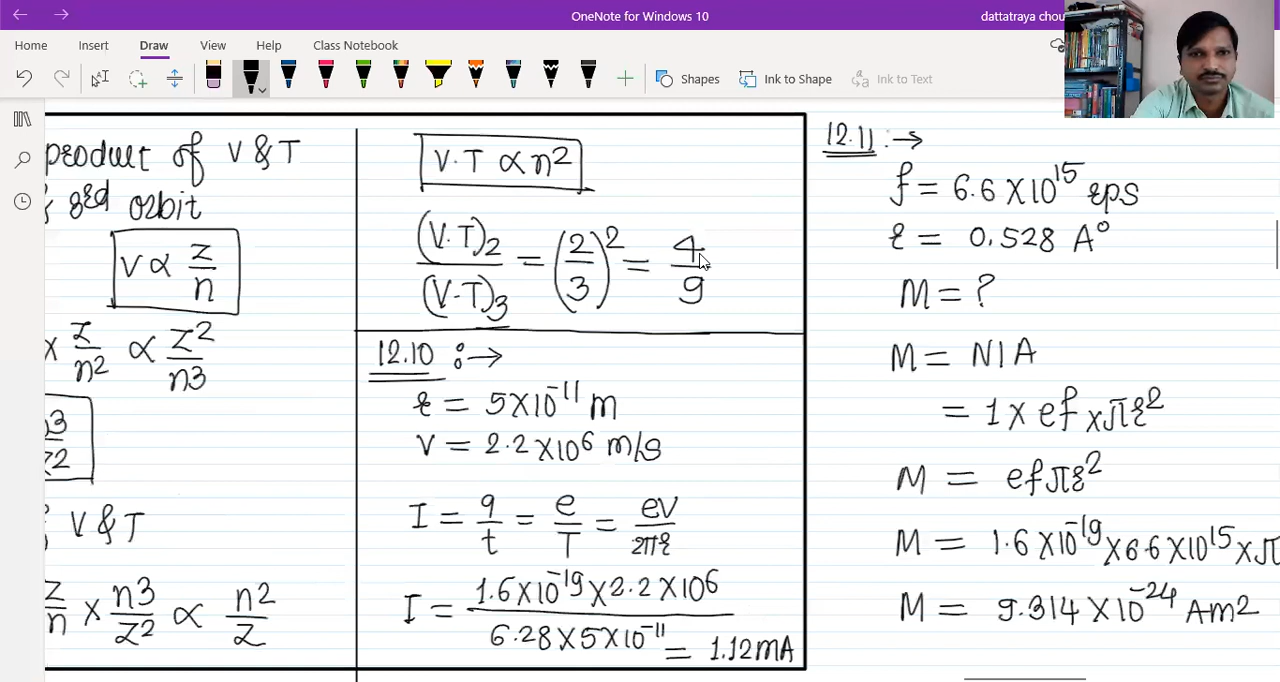 OneNote for Windows 10
dattatraya chou
Home Insert Draw View Help Class Notebook
Shapes Ink to Shape Ink to Text
product of V & T
3rd orbit
V ∝ z/n
× z/n² ∝ z²/n³
n3
z2
V & T
z/n × n3/z2 ∝ n2/z
V·T ∝ n²
(V·T)₂/(V·T)₃ = (2/3)² = 4/9
12.10 :→
r = 5×10⁻¹¹ m
V = 2.2×10⁶ m/s
I = q/t = e/T = eV/2πr
I = 1.6×10⁻¹⁹×2.2×10⁶
6.28×5×10⁻¹¹ = 1.12mA
12.11 :→
f = 6.6×10¹⁵ rps
r = 0.528 A°
M = ?
M = NIA
= 1× ef ×πr²
M = efπr²
M = 1.6×10⁻¹⁹×6.6×10¹⁵×π
M = 9.314×10⁻²⁴ Am²